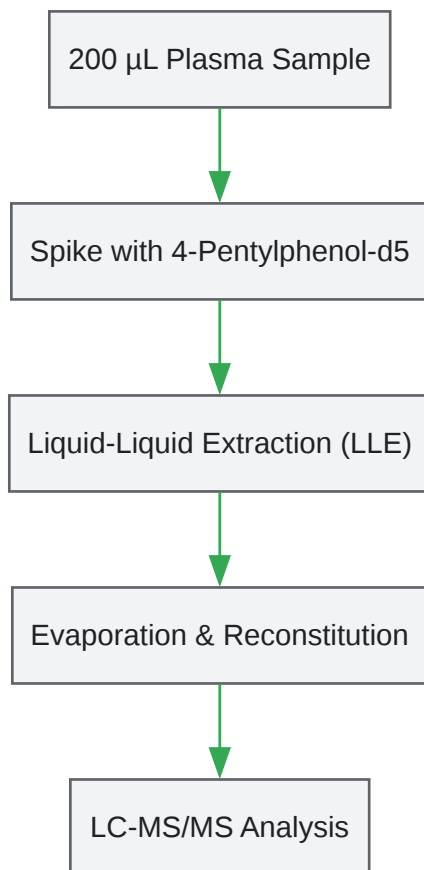 200 µL Plasma Sample
Spike with 4-Pentylphenol-d5
Liquid-Liquid Extraction (LLE)
Evaporation & Reconstitution
LC-MS/MS Analysis